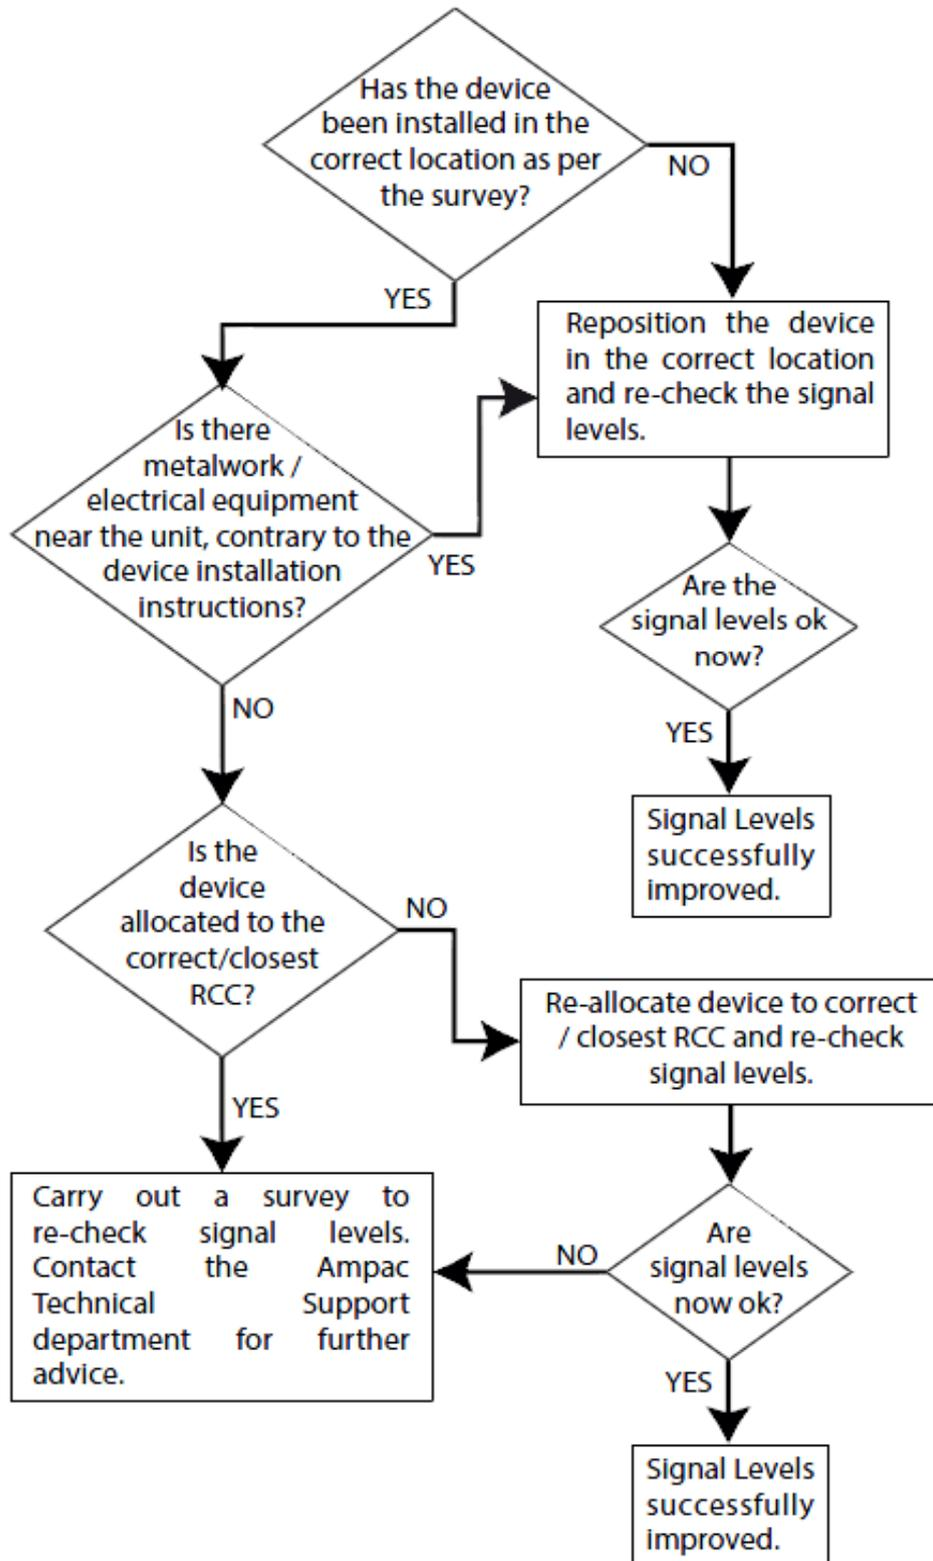 Has the device
been installed in the
correct location as per
the survey?
NO
YES
Reposition the device
in the correct location
and re-check the signal
levels.
Is there
metalwork /
electrical equipment
near the unit, contrary to the
device installation
instructions?
YES
Are the
signal levels ok
now?
NO
YES
Signal Levels
successfully
improved.
Is the
device
allocated to the
correct/closest
RCC?
NO
Re-allocate device to correct
/ closest RCC and re-check
signal levels.
YES
Carry out a survey to
re-check signal levels.
Contact the Ampac
Technical Support
department for further
advice.
Are
signal levels
now ok?
NO
YES
Signal Levels
successfully
improved.